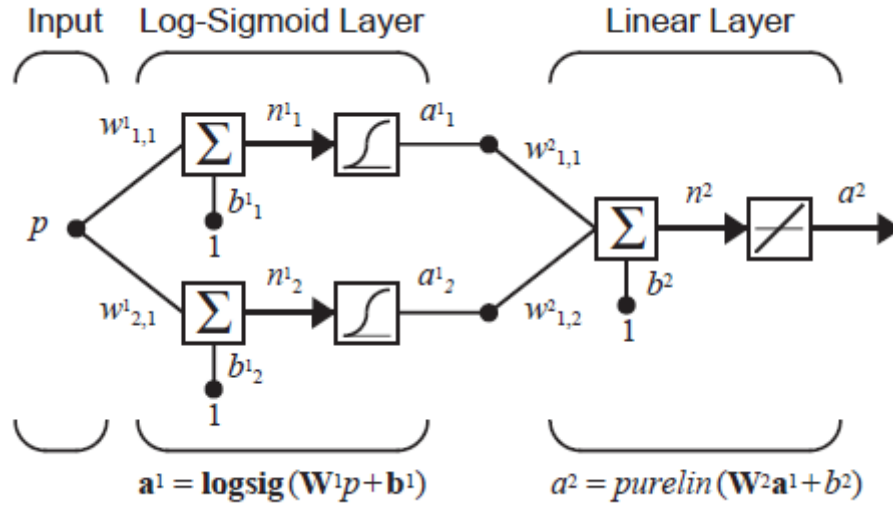 Input Log-Sigmoid Layer Linear Layer
w¹₁,₁ n¹₁ a¹₁ w²₁,₁
Σ
b¹₁
1
p
n² a²
Σ
b²
1
w¹₂,₁ n¹₂ a¹₂ w²₁,₂
Σ
b¹₂
1
a¹ = logsig(W¹p+b¹) a² = purelin(W²a¹+b²)